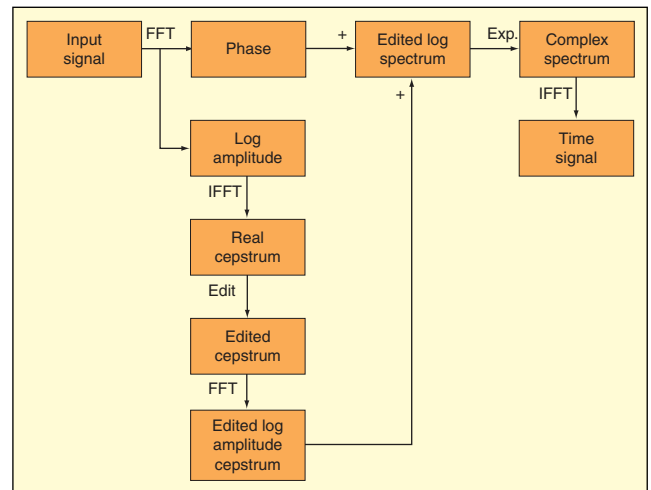 Input
signal
FFT
Phase
+
Edited log
spectrum
Exp.
Complex
spectrum
+
IFFT
Time
signal
Log
amplitude
IFFT
Real
cepstrum
Edit
Edited
cepstrum
FFT
Edited log
amplitude
cepstrum